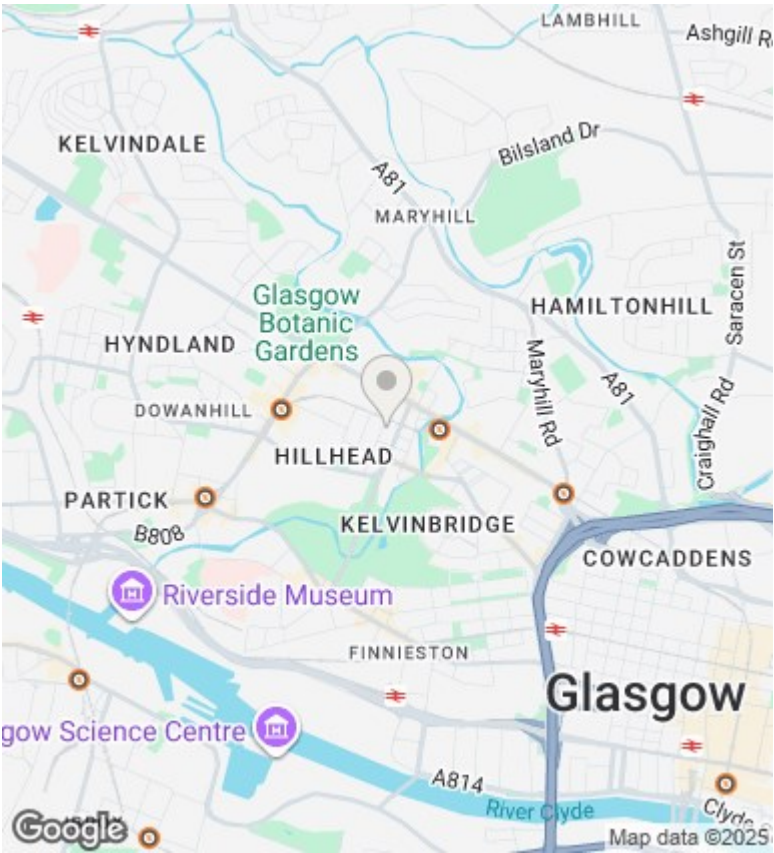 LAMBHILL
Ashgill R
KELVINDALE
Bilsland Dr
A81
MARYHILL
Saracen St
Glasgow
Botanic
Gardens
HAMILTONHILL
HYNDLAND
Maryhill Rd
A81
Craighall Rd
DOWANHILL
HILLHEAD
PARTICK
B808
KELVINBRIDGE
COWCADDENS
Riverside Museum
FINNIESTON
Glasgow
gow Science Centre
A814
River Clyde
Clyde
Google
Map data ©2025